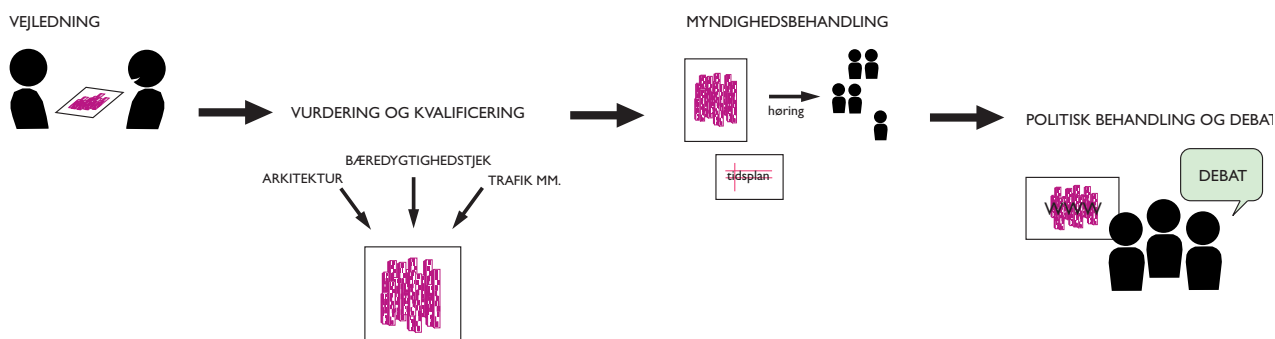 VEJLEDNING
VURDERING OG KVALIFICERING
BÆREDYGTIGHEDSTJEK
ARKITEKTUR
TRAFIK MM.
MYNDIGHEDSBEHANDLING
høring
tidsplan
POLITISK BEHANDLING OG DEBAT
DEBAT